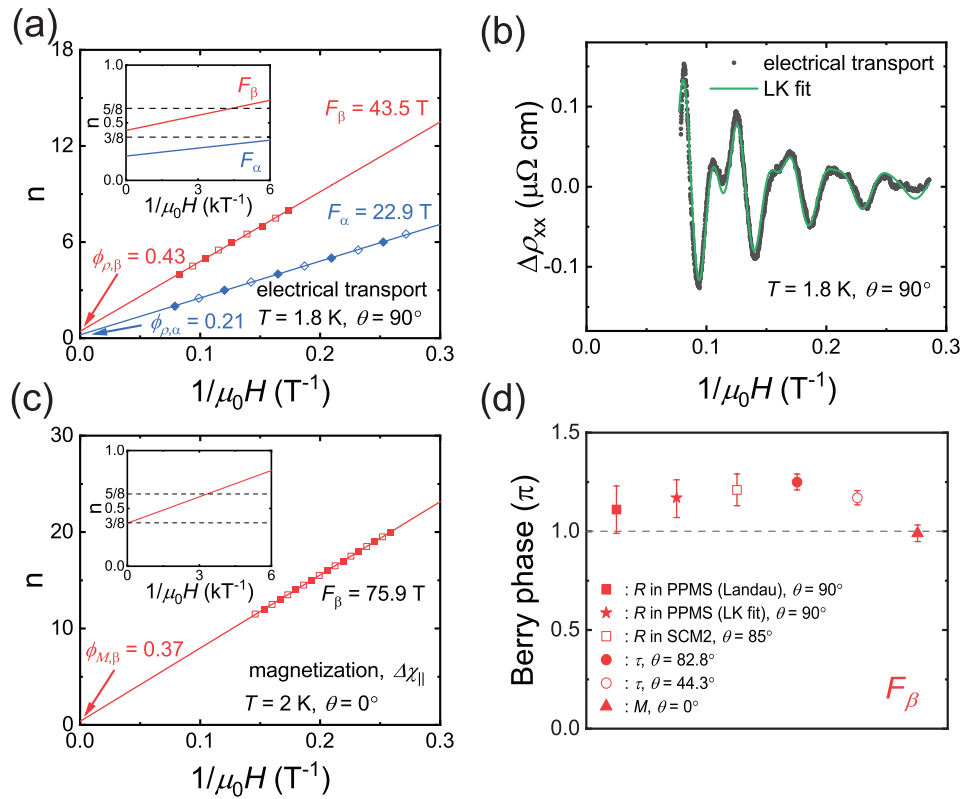 (a)
18
12
6
0
n
0.0 0.1 0.2 0.3
1/μ₀H (T⁻¹)
1.0
5/8
0.5
3/8
0.0
n
0 3 6
1/μ₀H (kT⁻¹)
F_β
F_α
F_β = 43.5 T
F_α = 22.9 T
ϕ_ρ,β = 0.43
ϕ_ρ,α = 0.21
electrical transport
T = 1.8 K, θ = 90°
(b)
Δρ_xx (μΩ cm)
0.1
0.0
-0.1
0.0 0.1 0.2 0.3
1/μ₀H (T⁻¹)
electrical transport
LK fit
T = 1.8 K, θ = 90°
(c)
30
20
10
0
n
0.0 0.1 0.2 0.3
1/μ₀H (T⁻¹)
1.0
5/8
0.5
3/8
0.0
n
0 3 6
1/μ₀H (kT⁻¹)
F_β = 75.9 T
ϕ_M,β = 0.37
magnetization, Δχ_||
T = 2 K, θ = 0°
(d)
Berry phase (π)
1.5
1.0
0.5
0.0
: R in PPMS (Landau), θ = 90°
: R in PPMS (LK fit), θ = 90°
: R in SCM2, θ = 85°
: τ, θ = 82.8°
: τ, θ = 44.3°
: M, θ = 0°
F_β